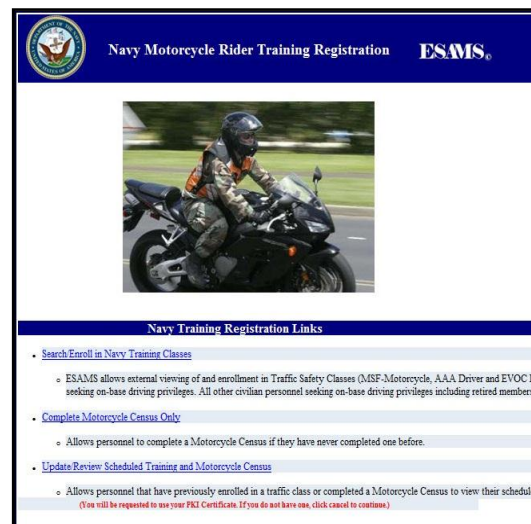 Navy Motorcycle Rider Training Registration ESAMS©
Navy Training Registration Links
Search/Enroll in Navy Training Classes
ESAMS allows external viewing of and enrollment in Traffic Safety Classes (MSF-Motorcycle, AAA Driver and EVOC
seeking on-base driving privileges. All other civilian personnel seeking on-base driving privileges including retired member
Complete Motorcycle Census Only
Allows personnel to complete a Motorcycle Census if they have never completed one before.
Update/Review Scheduled Training and Motorcycle Census
Allows personnel that have previously enrolled in a traffic class or completed a Motorcycle Census to view their schedul
(You will be requested to use your PKI Certificate. If you do not have one, click cancel to continue.)